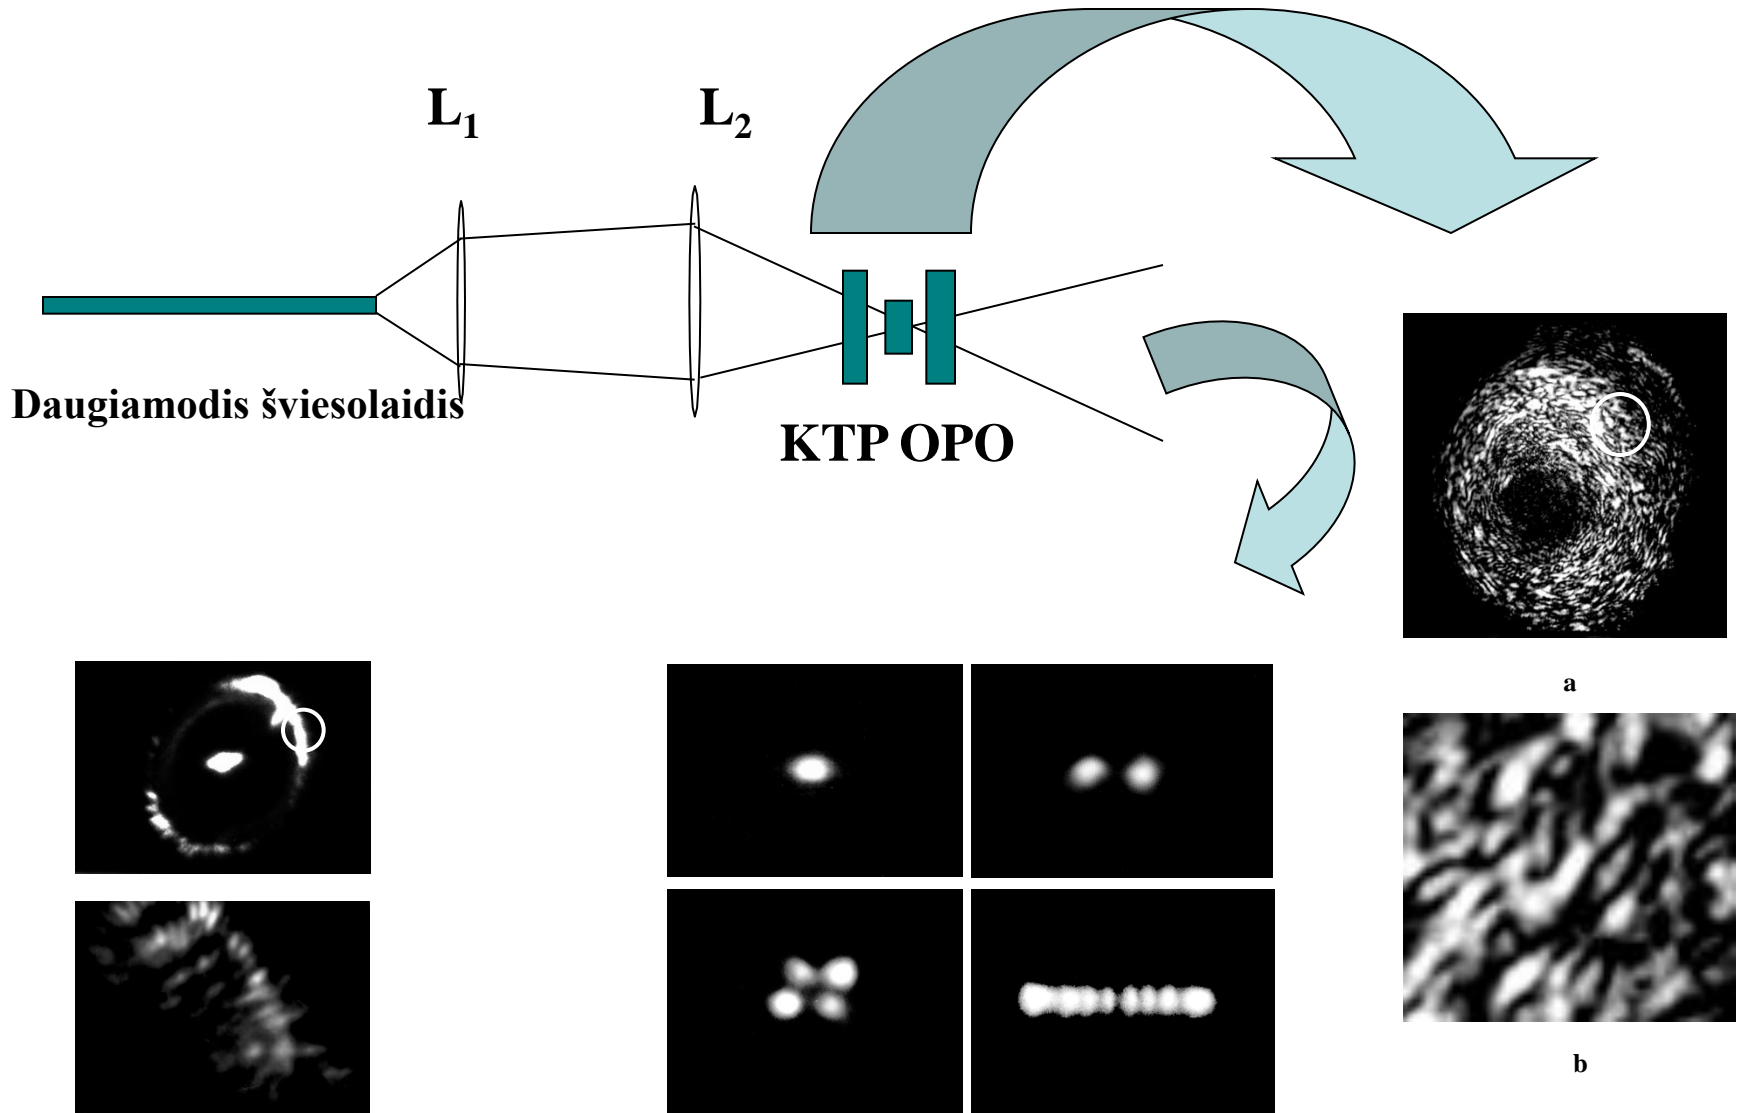 L₁
L₂
Daugiamodis šviesolaidis
KTP OPO
a
b